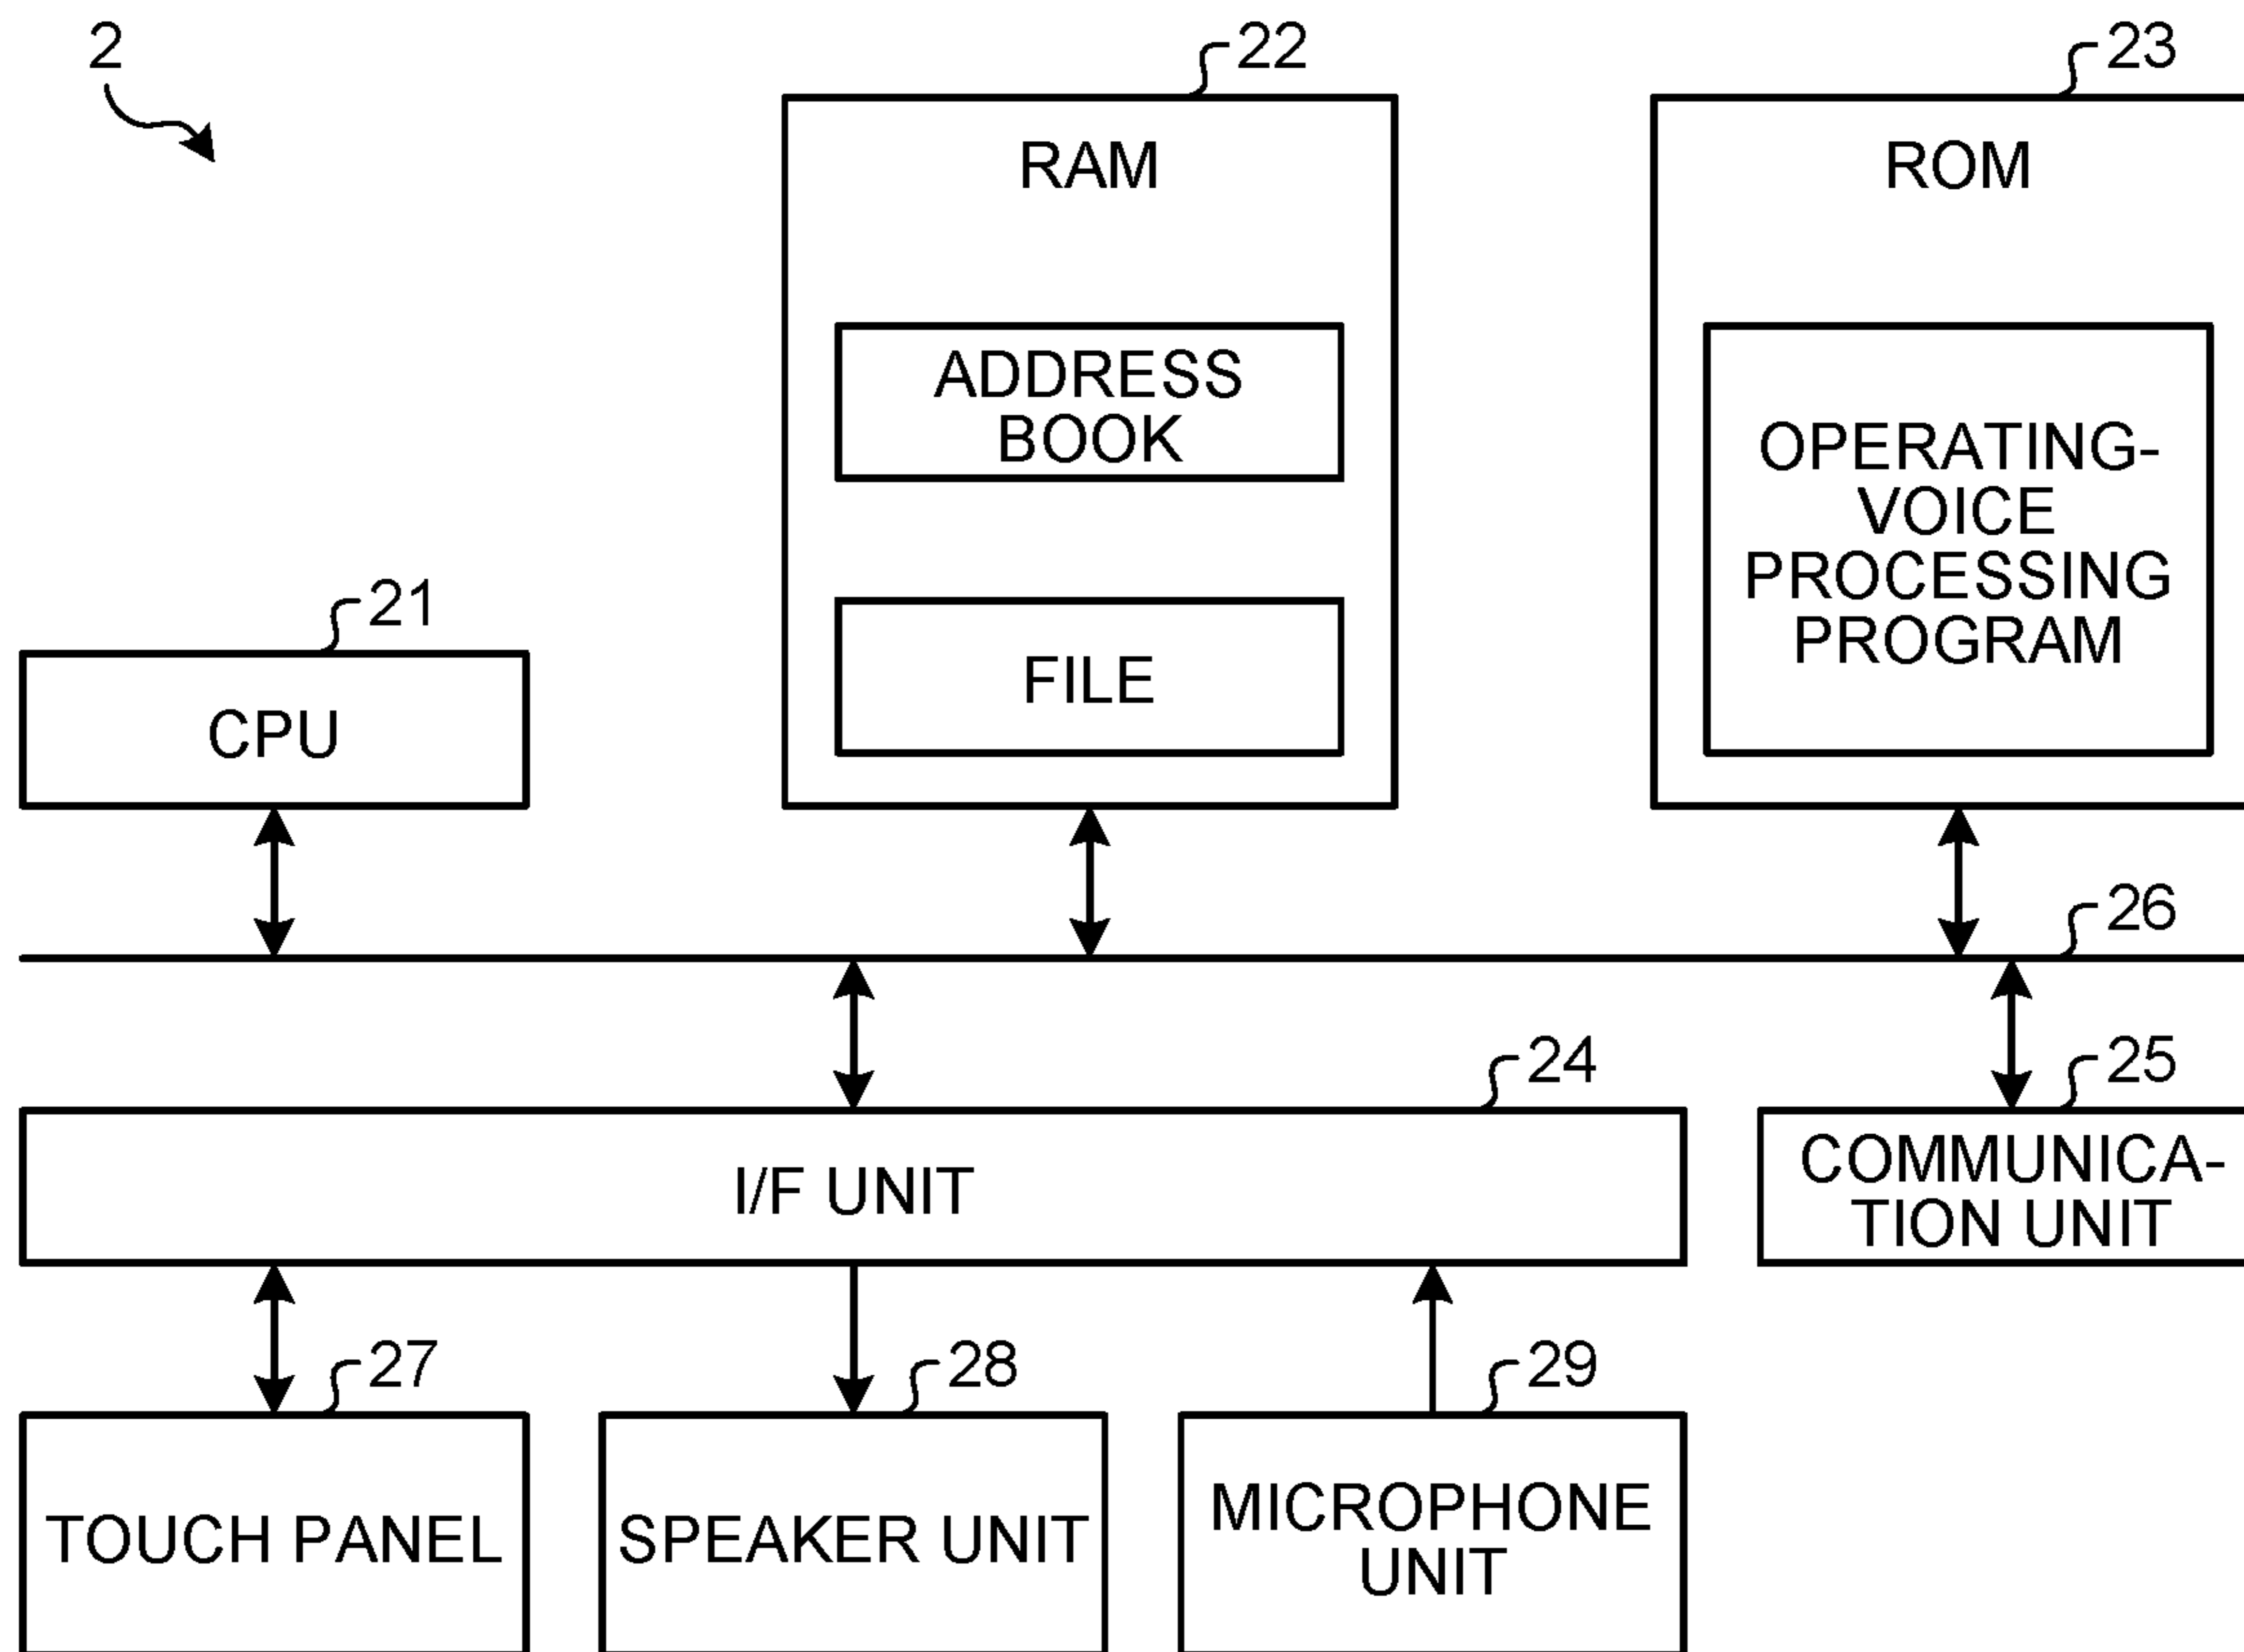 2
22
RAM
ADDRESS
BOOK
FILE
23
ROM
OPERATING-
VOICE
PROCESSING
PROGRAM
21
CPU
26
24
I/F UNIT
25
COMMUNICA-
TION UNIT
27
TOUCH PANEL
28
SPEAKER UNIT
29
MICROPHONE
UNIT